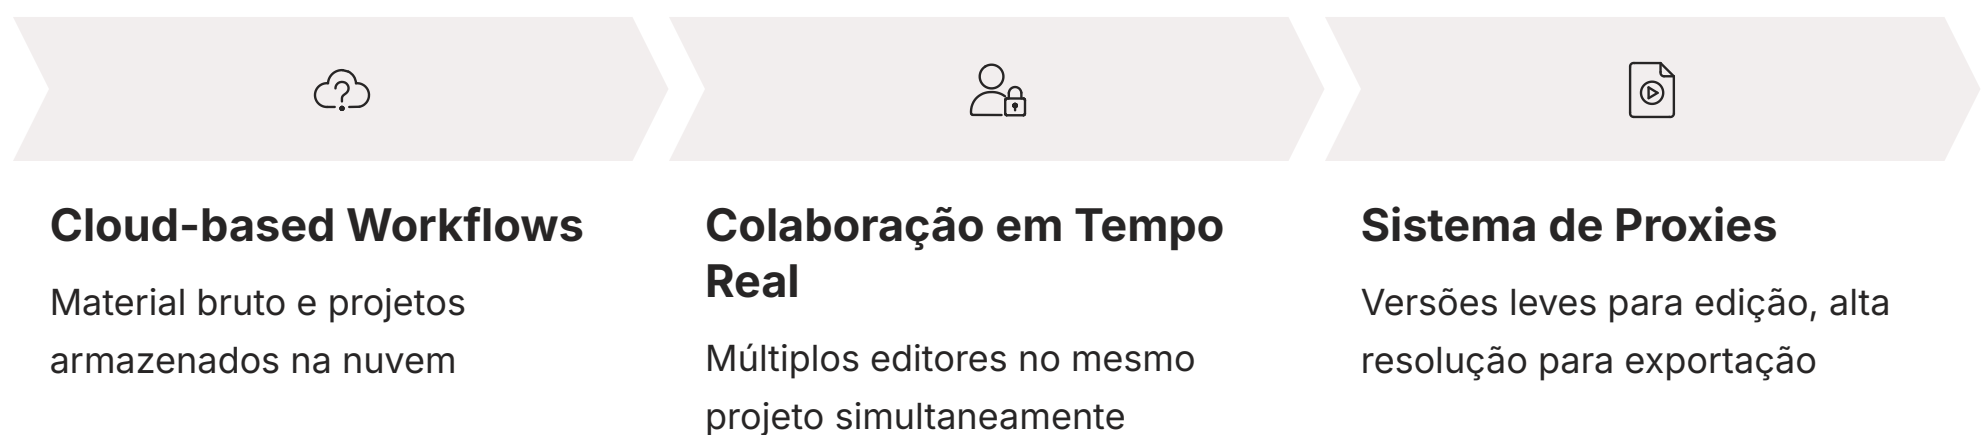 Cloud-based Workflows
Material bruto e projetos
armazenados na nuvem
Colaboração em Tempo
Real
Múltiplos editores no mesmo
projeto simultaneamente
Sistema de Proxies
Versões leves para edição, alta
resolução para exportação